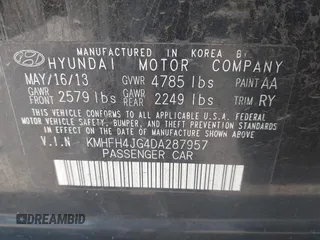 MANUFACTURED IN KOREA BY
HYUNDAI MOTOR COMPANY
MAY/16/13 GVWR 4785 lbs PAINT AA
GAWR FRONT 2579 lbs GAWR REAR 2249 lbs TRIM RY
THIS VEHICLE CONFORMS TO ALL APPLICABLE
U.S. FEDERAL MOTOR VEHICLE SAFETY, BUMPER,
AND THEFT PREVENTION STANDARDS IN EFFECT ON
THE DATE OF MANUFACTURE SHOWN ABOVE.
V.I.N KMHFH4JG4DA287957
PASSENGER CAR
DREAMBID